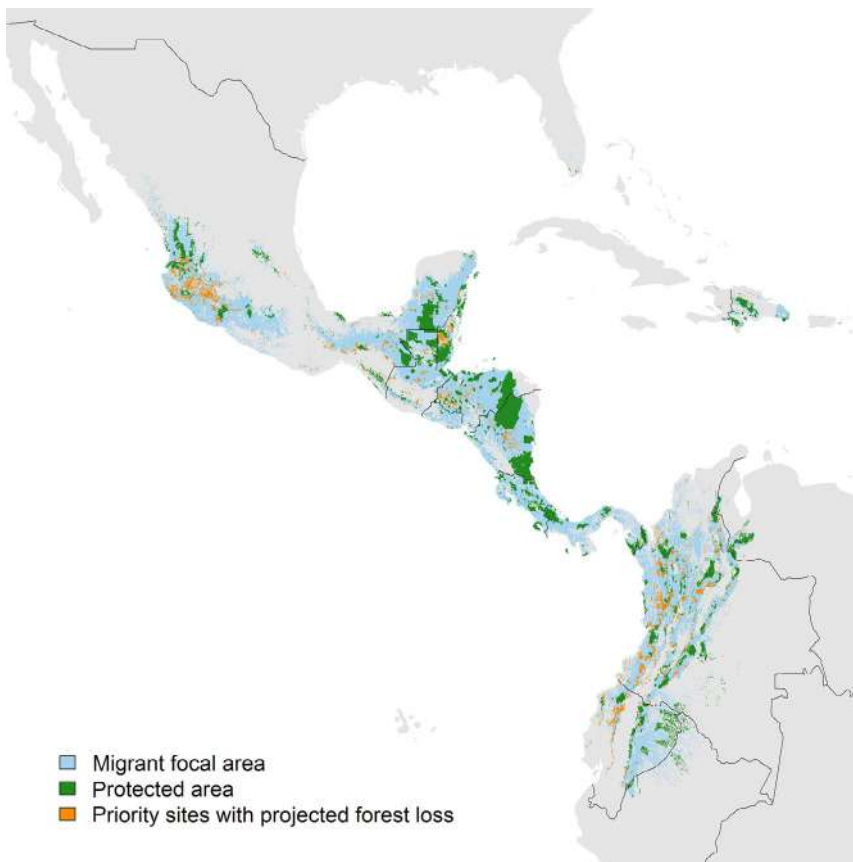 Migrant focal area
Protected area
Priority sites with projected forest loss